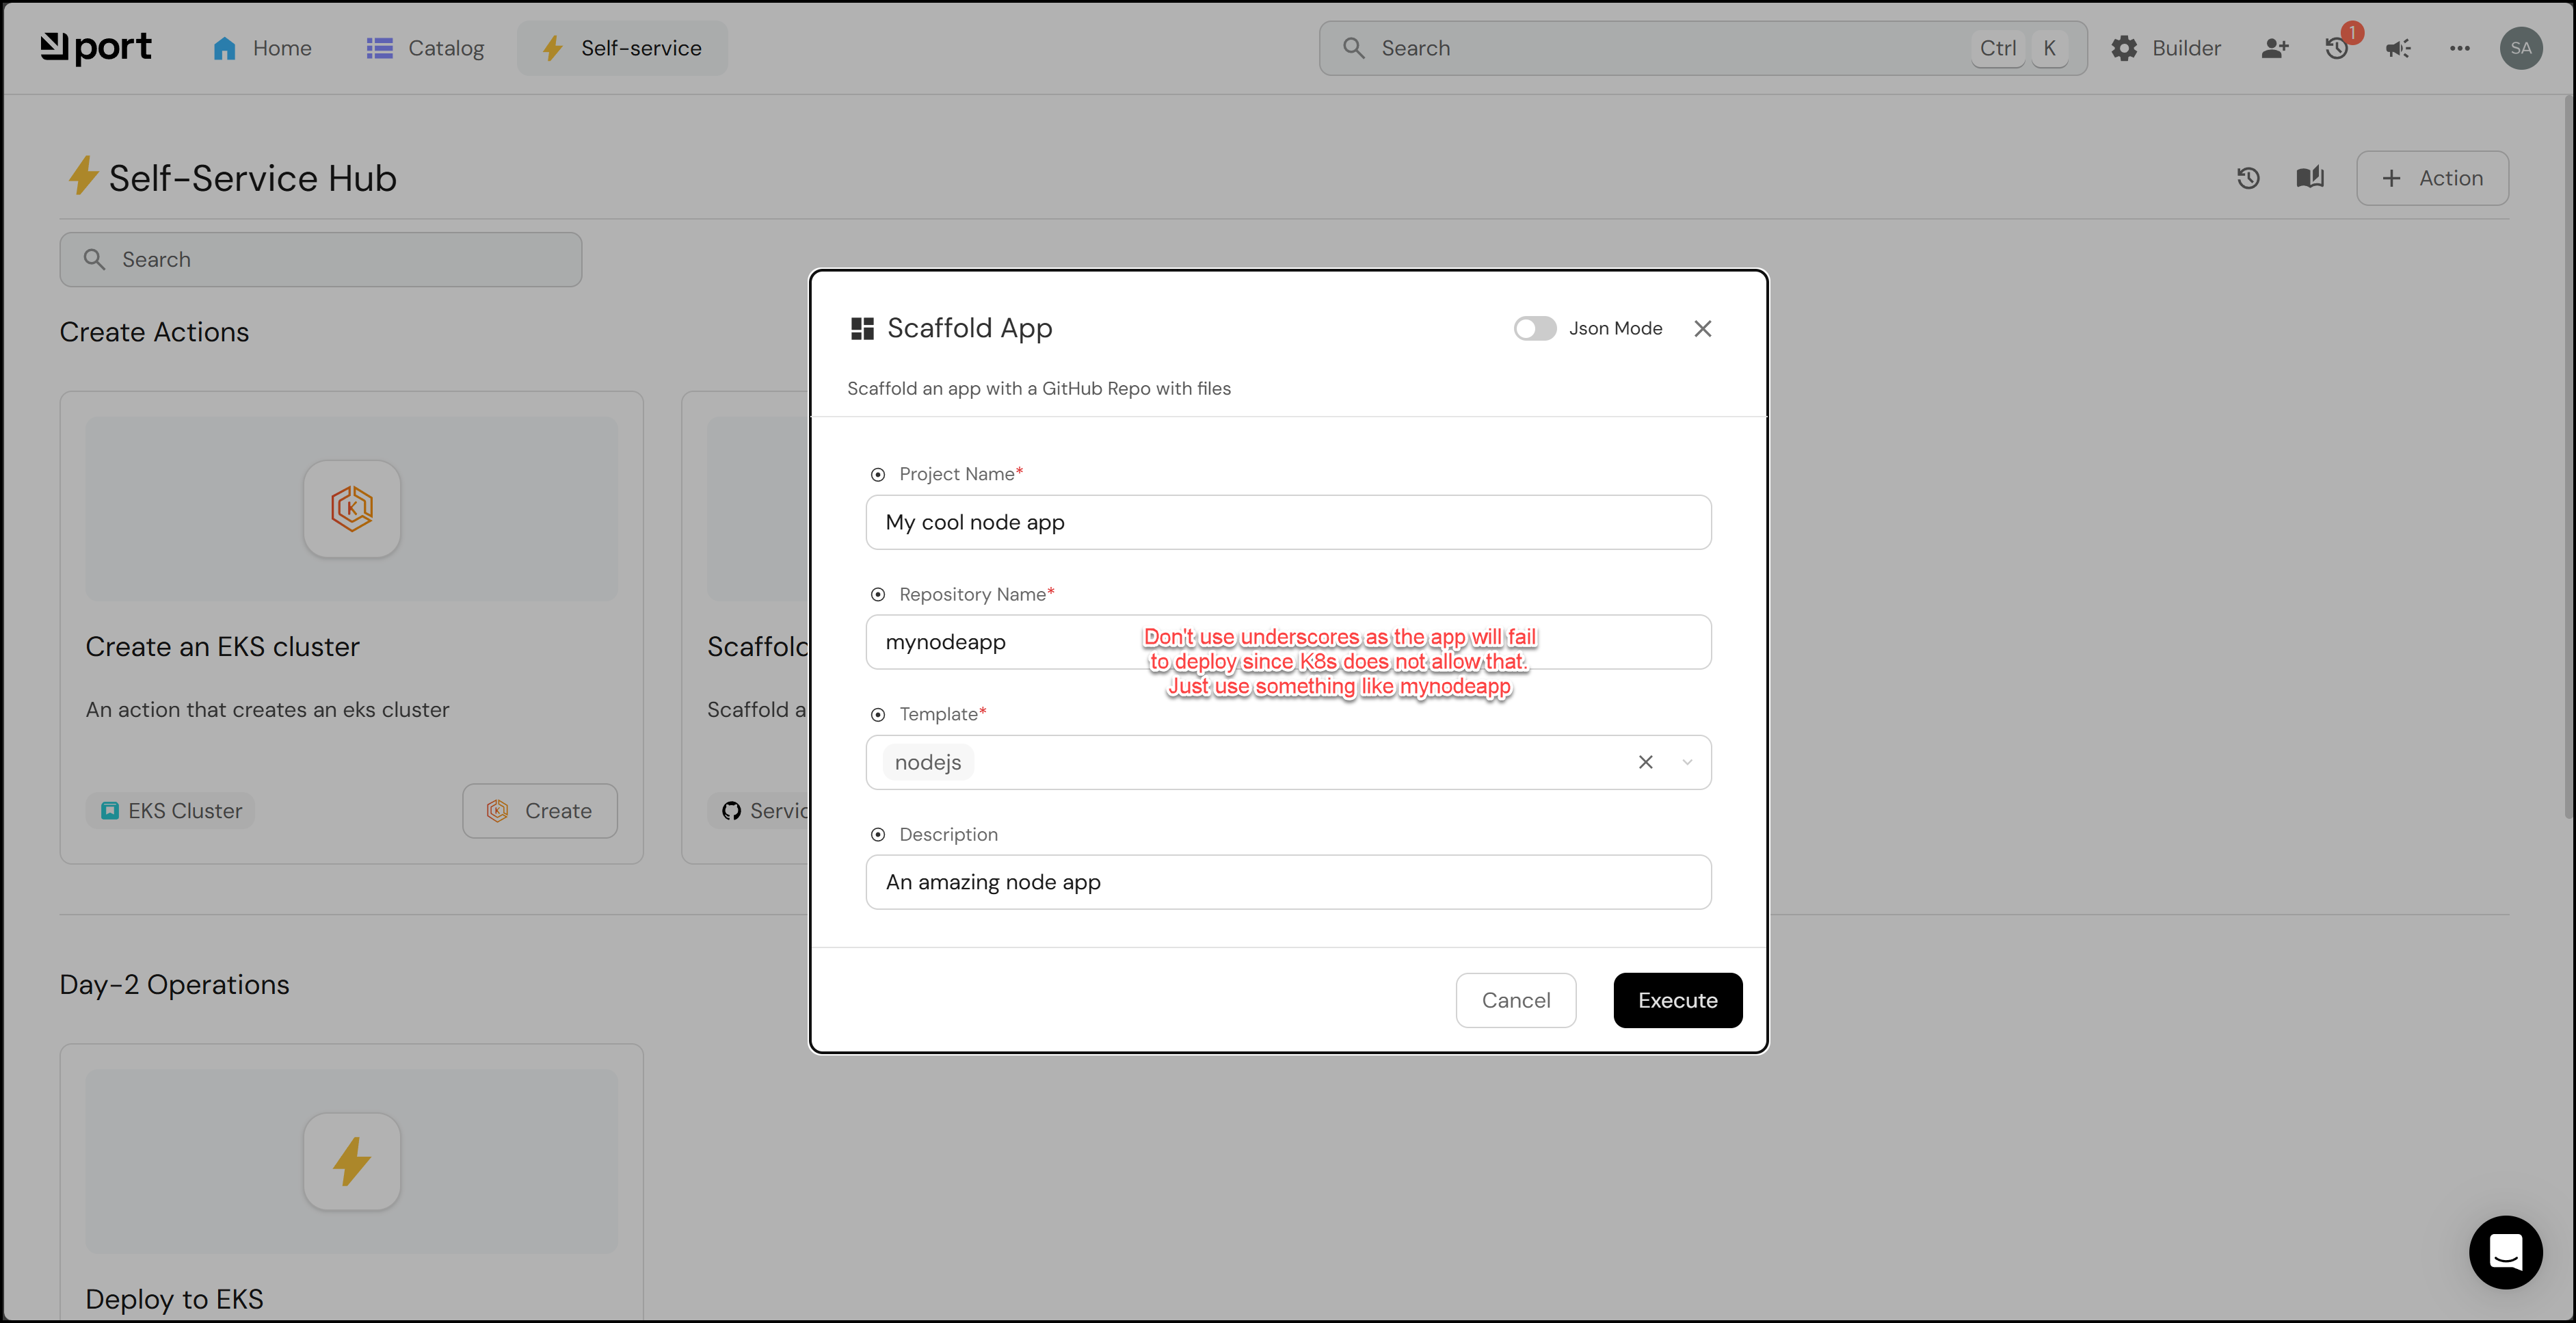 port
Home
Catalog
Self-service
Search
Ctrl
K
Builder
1
SA
Self-Service Hub
Action
Search
Create Actions
Create an EKS cluster
An action that creates an eks cluster
EKS Cluster
Create
Scaffold
Scaffold a
Servic
Scaffold App
Json Mode
Scaffold an app with a GitHub Repo with files
Project Name*
My cool node app
Repository Name*
mynodeapp
Don't use underscores as the app will fail
to deploy since K8s does not allow that.
Just use something like mynodeapp
Template*
nodejs
Description
An amazing node app
Cancel
Execute
Day-2 Operations
Deploy to EKS